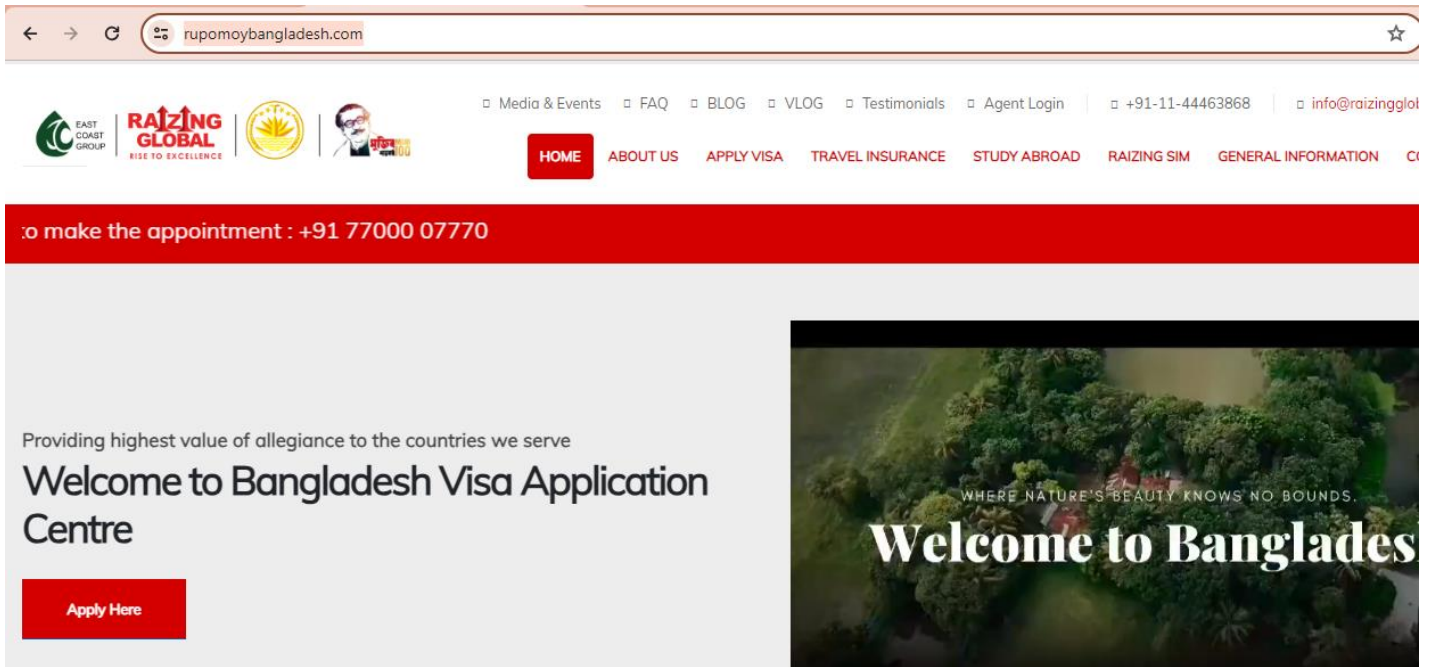 rupomoybangladesh.com
Media & Events FAQ BLOG VLOG Testimonials Agent Login +91-11-44463868 info@raizingglob
EAST COAST GROUP
RAIZING GLOBAL
RISE TO EXCELLENCE
HOME ABOUT US APPLY VISA TRAVEL INSURANCE STUDY ABROAD RAIZING SIM GENERAL INFORMATION CO
to make the appointment : +91 77000 07770
Providing highest value of allegiance to the countries we serve
Welcome to Bangladesh Visa Application
Centre
Apply Here
WHERE NATURE'S BEAUTY KNOWS NO BOUNDS.
Welcome to Banglades